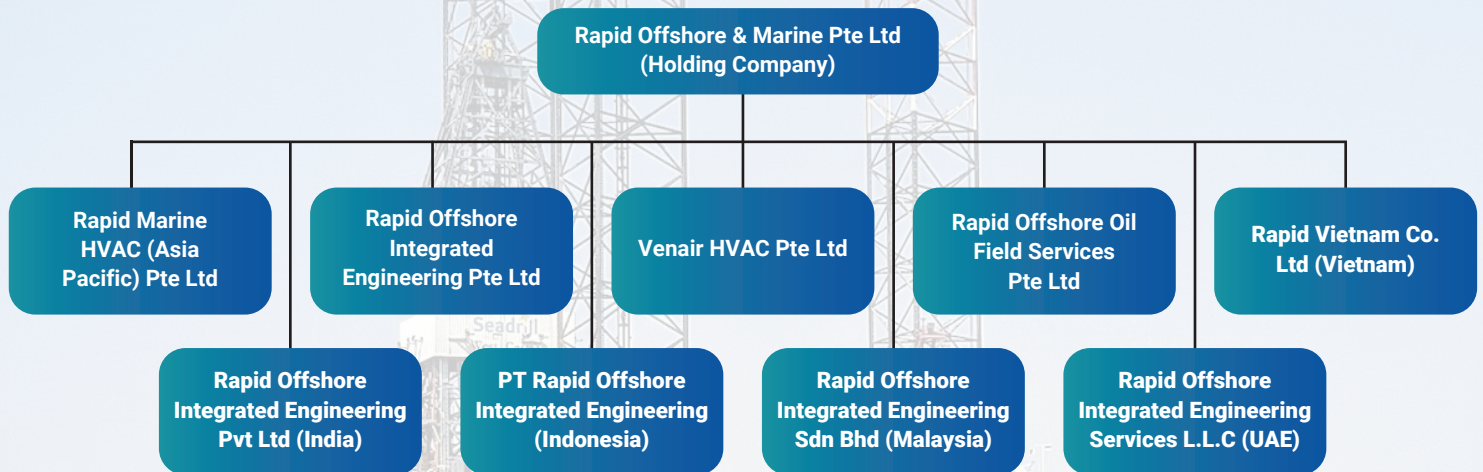 Rapid Offshore & Marine Pte Ltd
(Holding Company)
Rapid Marine
HVAC (Asia
Pacific) Pte Ltd
Rapid Offshore
Integrated
Engineering Pte Ltd
Venair HVAC Pte Ltd
Rapid Offshore Oil
Field Services
Pte Ltd
Rapid Vietnam Co.
Ltd (Vietnam)
Seadrill
Rapid Offshore
Integrated Engineering
Pvt Ltd (India)
PT Rapid Offshore
Integrated Engineering
(Indonesia)
Rapid Offshore
Integrated Engineering
Sdn Bhd (Malaysia)
Rapid Offshore
Integrated Engineering
Services L.L.C (UAE)